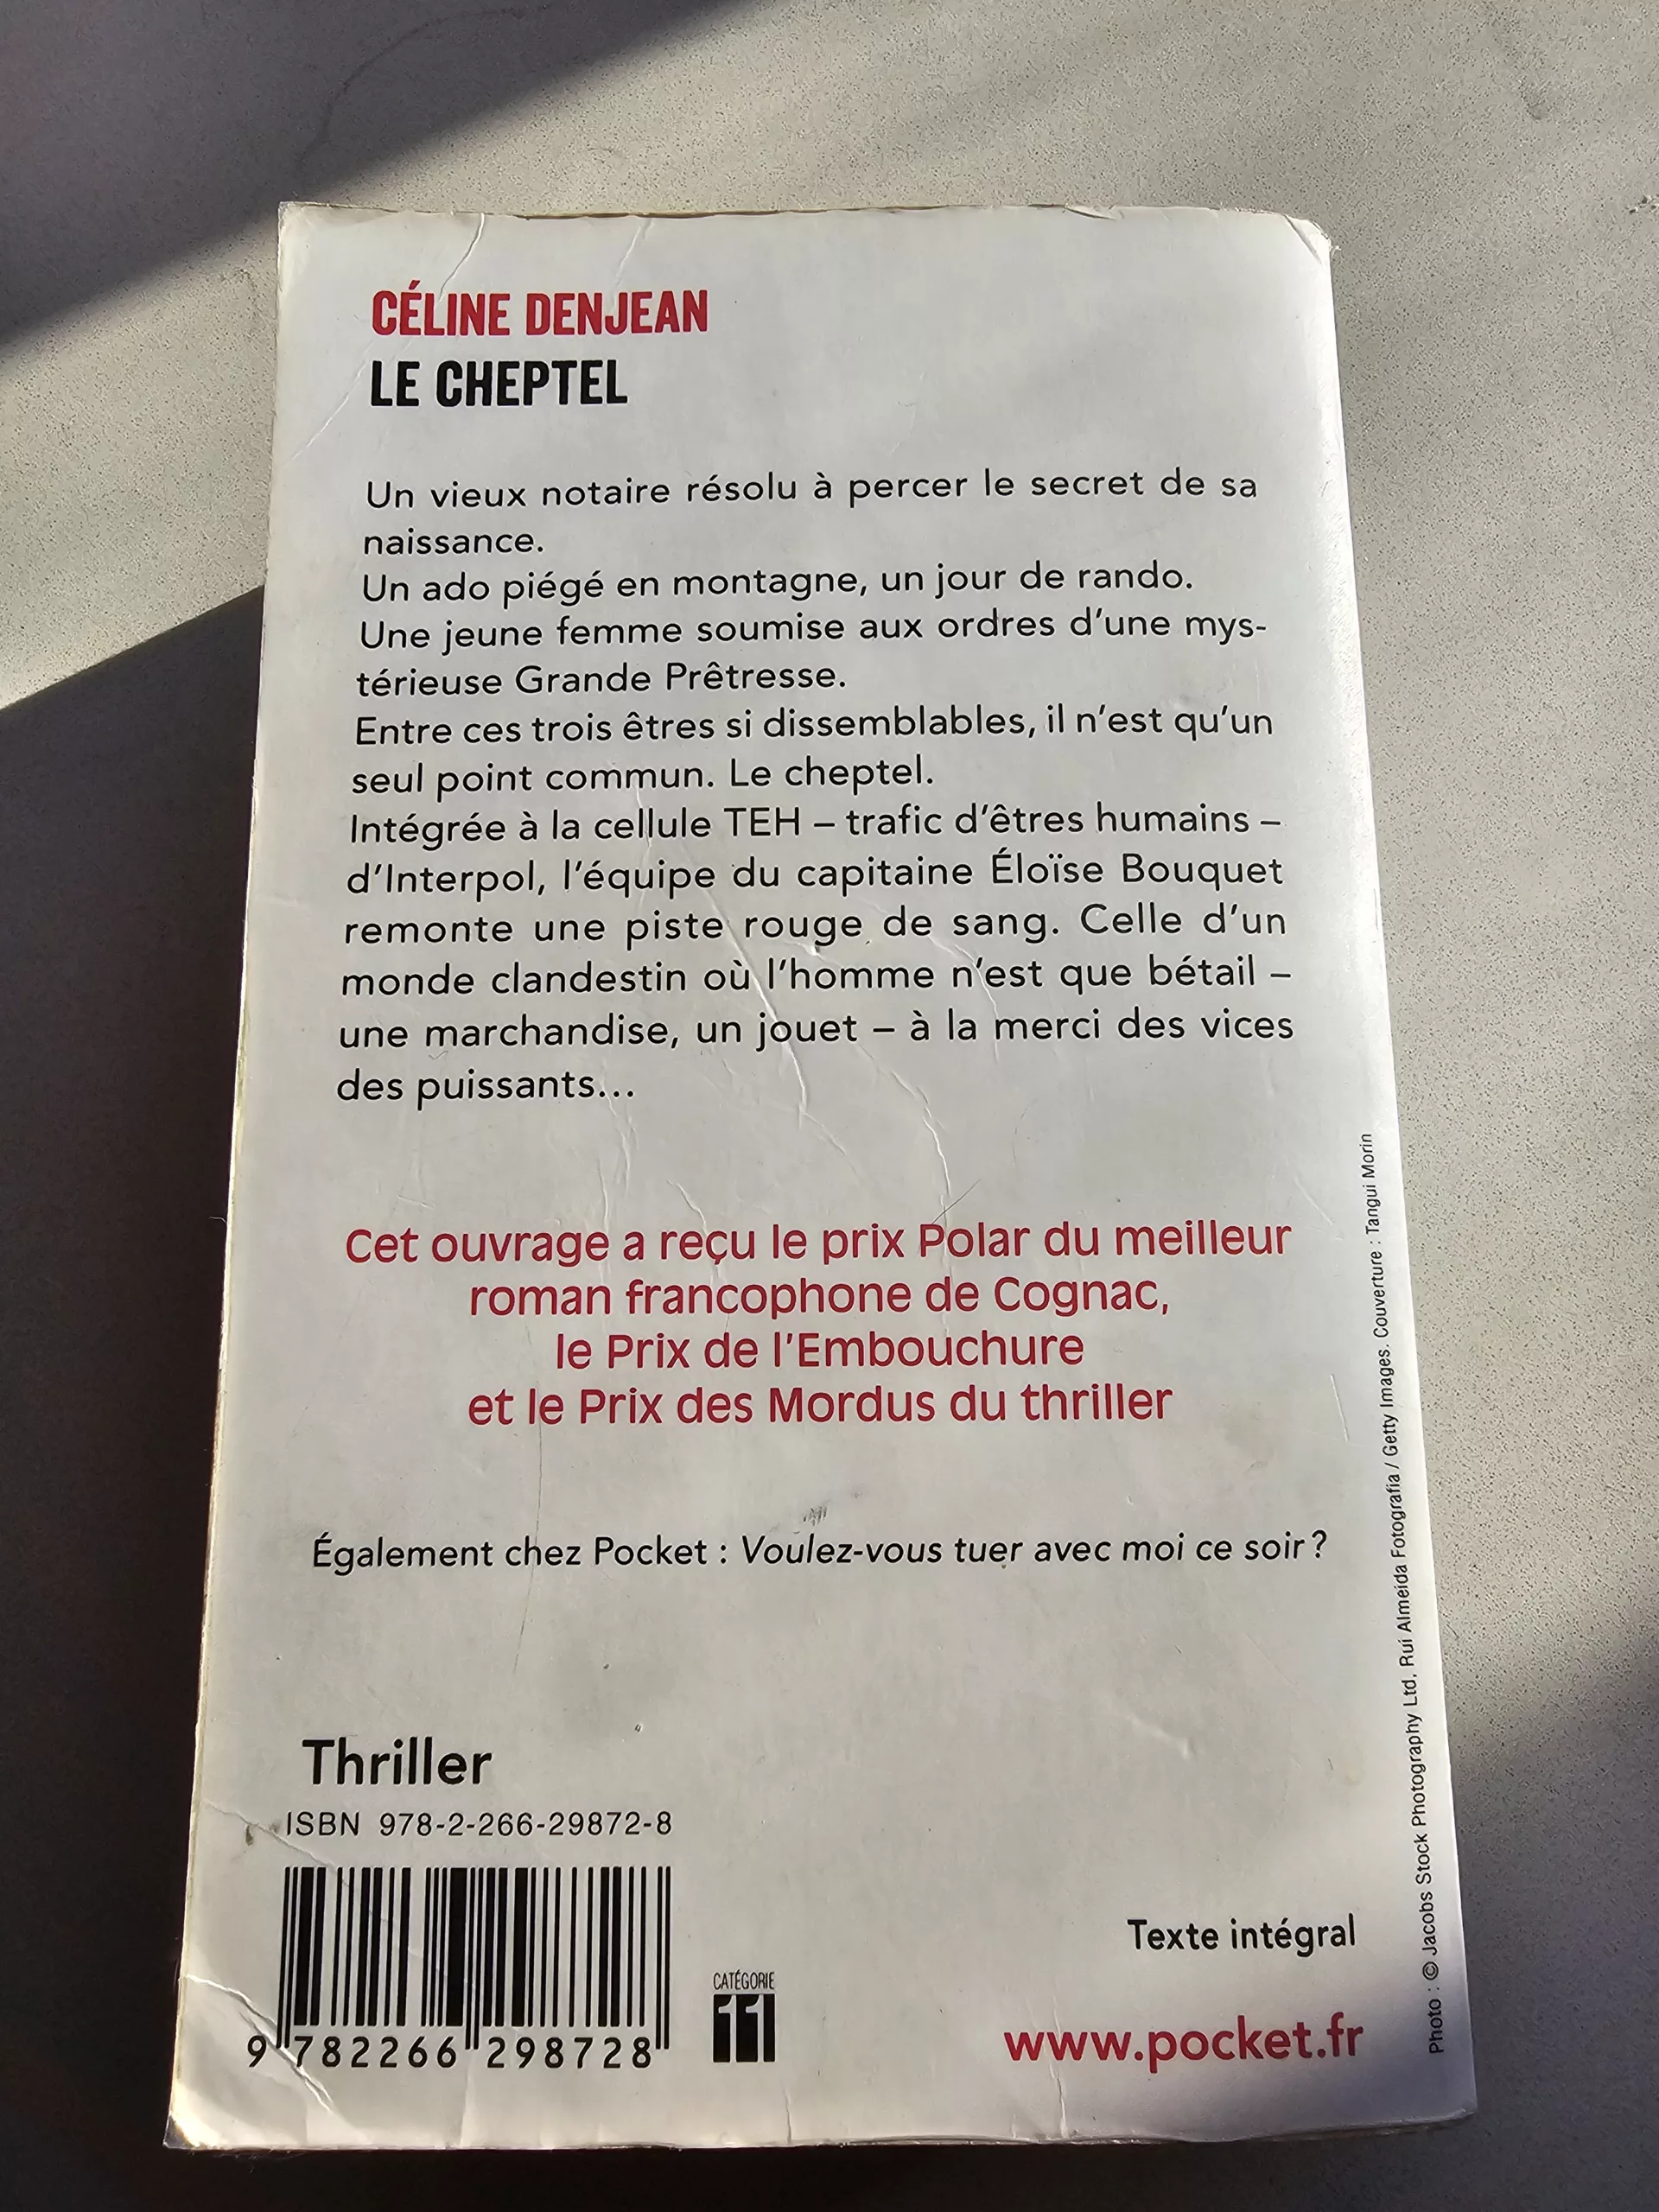 CÉLINE DENJEAN
LE CHEPTEL
Un vieux notaire résolu à percer le secret de sa
naissance.
Un ado piégé en montagne, un jour de rando.
Une jeune femme soumise aux ordres d'une mys-
térieuse Grande Prêtresse.
Entre ces trois êtres si dissemblables, il n'est qu'un
seul point commun. Le cheptel.
Intégrée à la cellule TEH – trafic d'êtres humains –
d'Interpol, l'équipe du capitaine Éloïse Bouquet
remonte une piste rouge de sang. Celle d'un
monde clandestin où l'homme n'est que bétail –
une marchandise, un jouet – à la merci des vices
des puissants...
Cet ouvrage a reçu le prix Polar du meilleur
roman francophone de Cognac,
le Prix de l'Embouchure
et le Prix des Mordus du thriller
Également chez Pocket : Voulez-vous tuer avec moi ce soir ?
Thriller
ISBN 978-2-266-29872-8
9 782266 298728
CATÉGORIE
11
Texte intégral
www.pocket.fr
Photo : © Jacobs Stock Photography Ltd, Rui Almeida Fotografia / Getty Images. Couverture : Tangui Morin